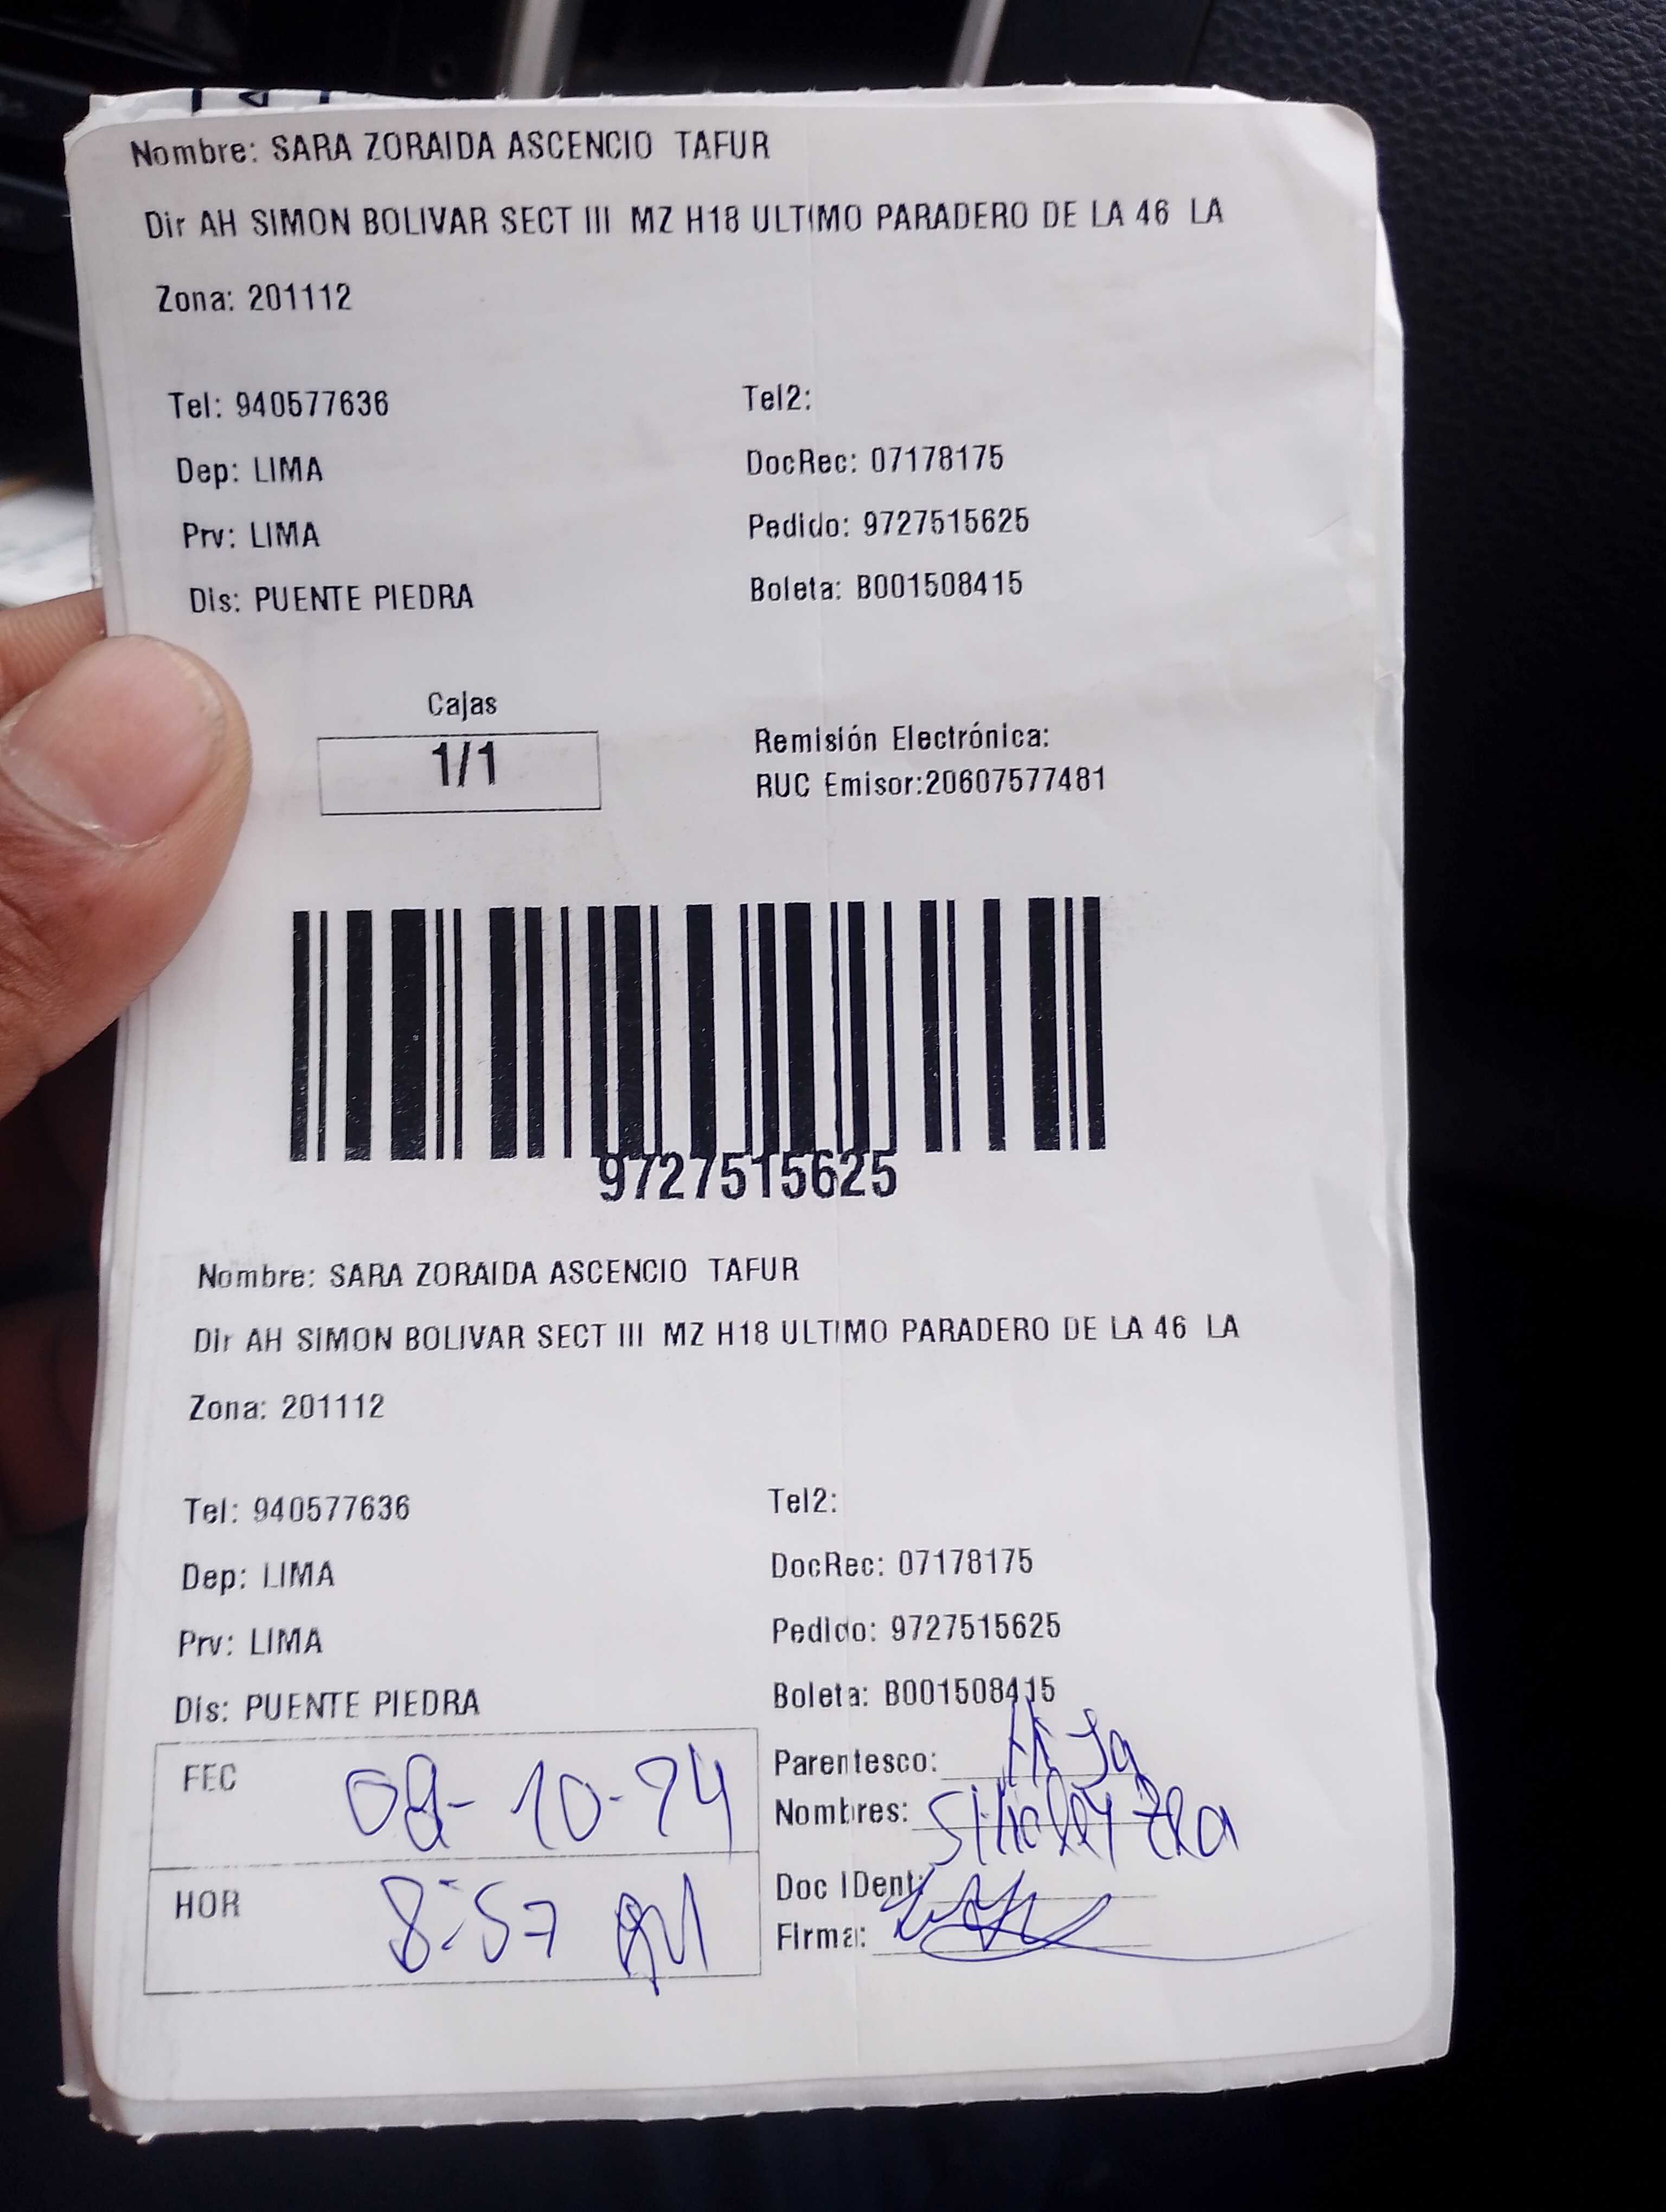 Nombre: SARA ZORAIDA ASCENCIO TAFUR
Dir AH SIMON BOLIVAR SECT III MZ H18 ULTIMO PARADERO DE LA 46 LA
Zona: 201112
Tel: 940577636 Tel2:
Dep: LIMA DocRec: 07178175
Prv: LIMA Pedido: 9727515625
Dis: PUENTE PIEDRA Boleta: B001508415
Cajas
1/1
Remisión Electrónica:
RUC Emisor:20607577481
9727515625
Nombre: SARA ZORAIDA ASCENCIO TAFUR
Dir AH SIMON BOLIVAR SECT III MZ H18 ULTIMO PARADERO DE LA 46 LA
Zona: 201112
Tel: 940577636 Tel2:
Dep: LIMA DocRec: 07178175
Prv: LIMA Pedido: 9727515625
Dis: PUENTE PIEDRA Boleta: B001508415
FEC
HOR 8:57 AM
Parentesco: HIJa
Nombres:
Doc IDent:
Firma: